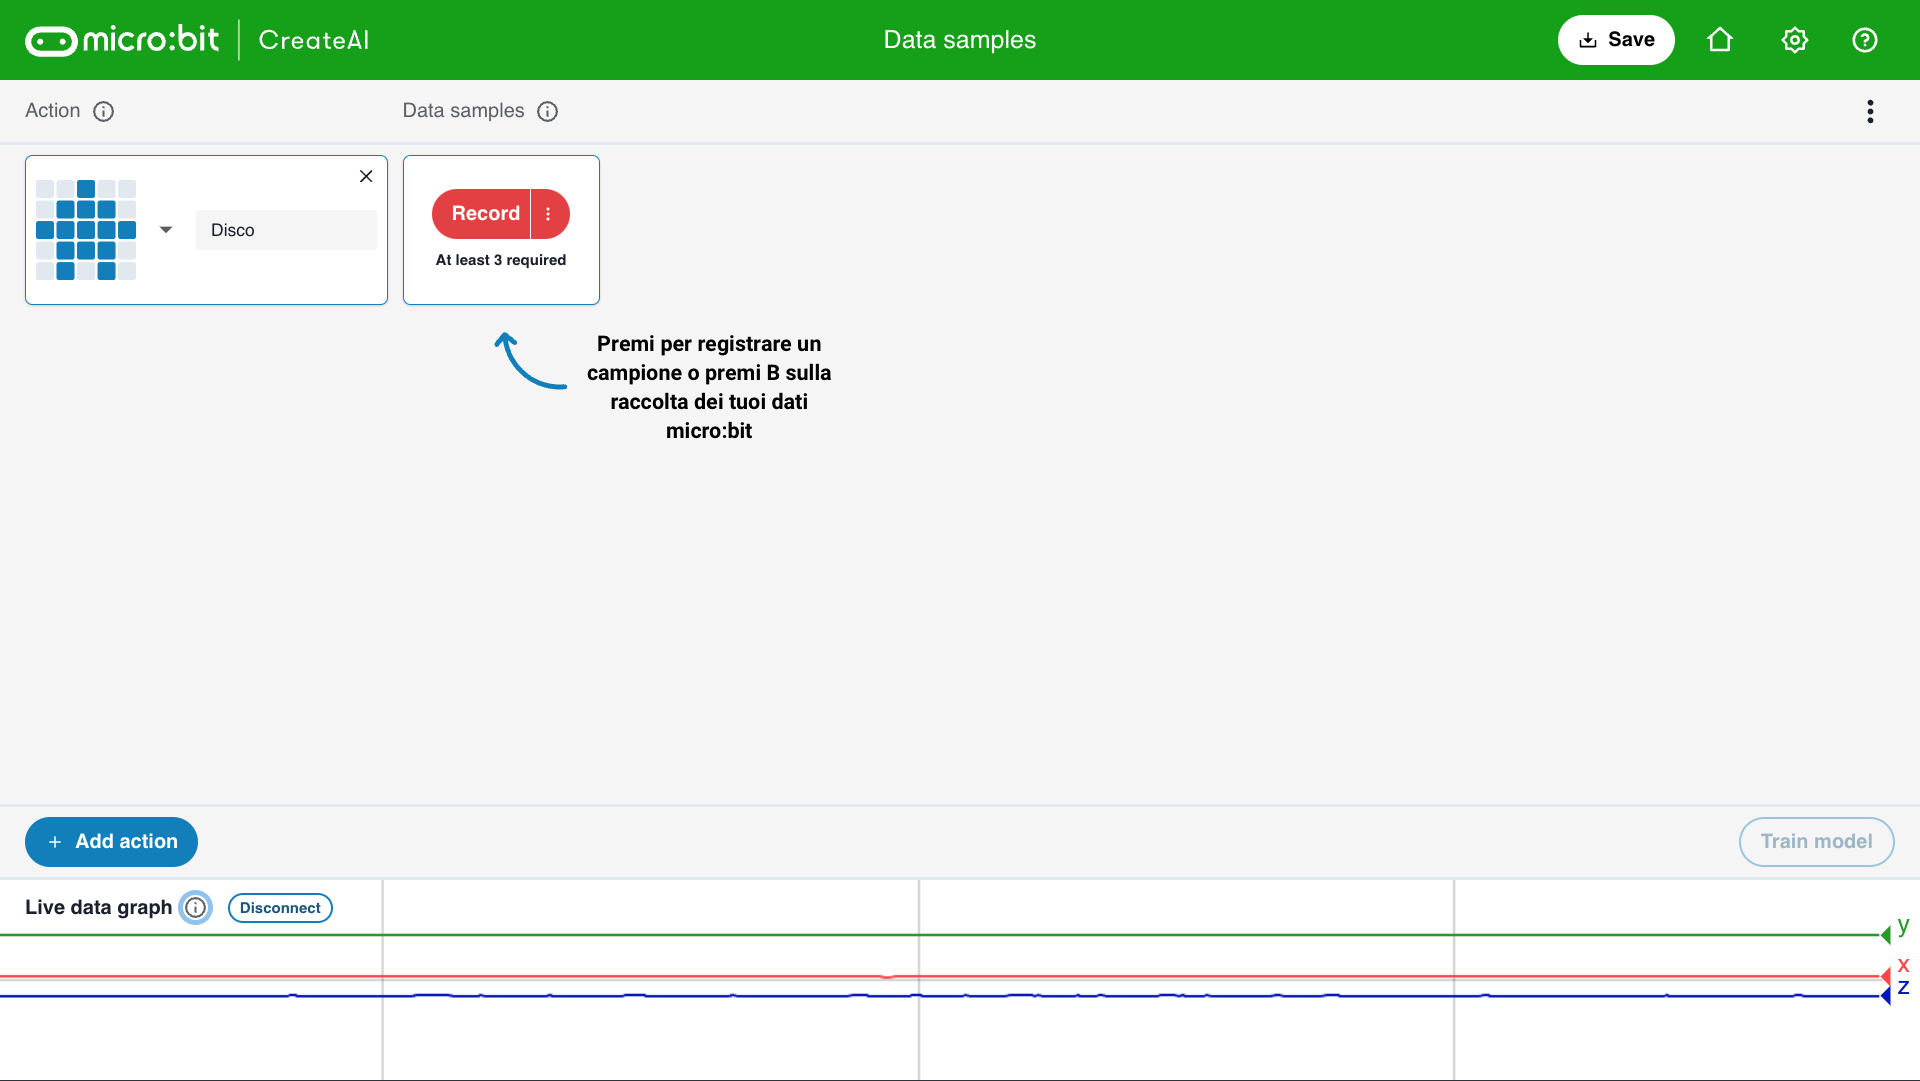 micro:bit CreateAI
Data samples
Save
Action
Data samples
Disco
Record
At least 3 required
Premi per registrare un
campione o premi B sulla
raccolta dei tuoi dati
micro:bit
Add action
Train model
Live data graph
Disconnect
y
x
z